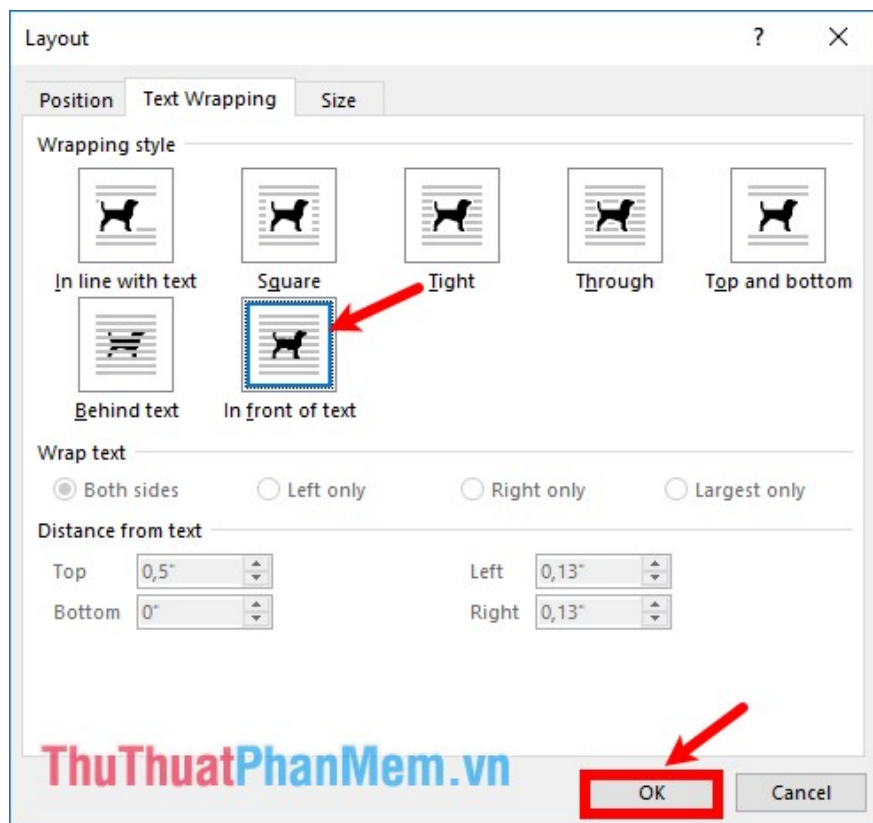 Layout
?
Position Text Wrapping Size
Wrapping style
In line with text Square Tight Through Top and bottom
Behind text In front of text
Wrap text
Both sides Left only Right only Largest only
Distance from text
Top 0,5" Left 0,13"
Bottom 0" Right 0,13"
ThuThuatPhanMem.vn
OK Cancel